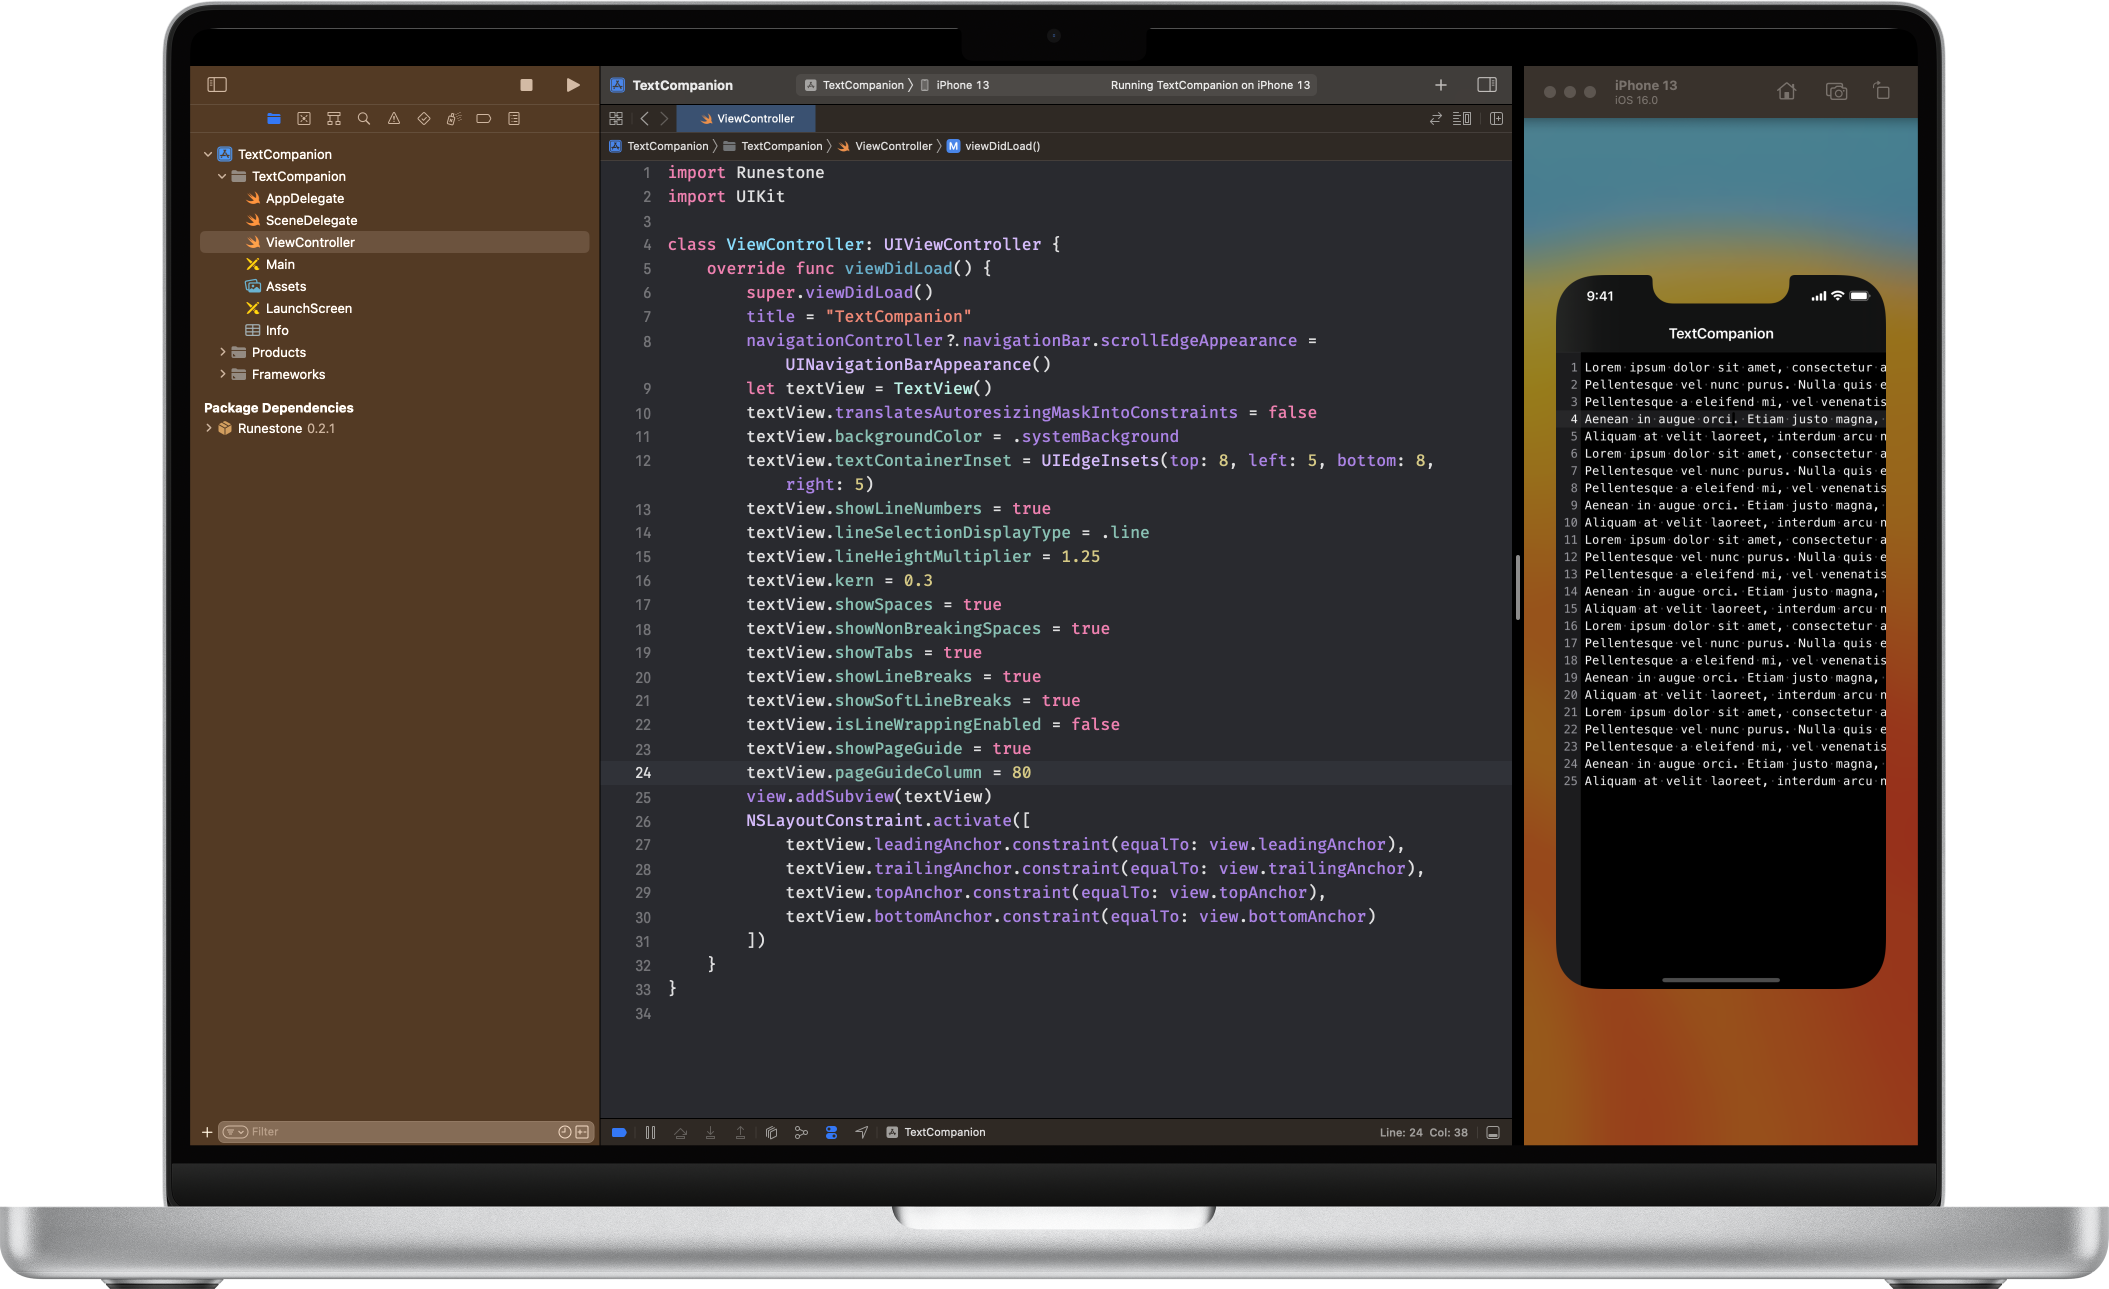 TextCompanion
TextCompanion
AppDelegate
SceneDelegate
ViewController
Main
Assets
LaunchScreen
Info
Products
Frameworks
Package Dependencies
Runestone 0.2.1
Filter
TextCompanion
TextCompanion
iPhone 13
Running TextCompanion on iPhone 13
ViewController
TextCompanion
TextCompanion
ViewController
M viewDidLoad()
1 import Runestone
2 import UIKit
3
4 class ViewController: UIViewController {
5 override func viewDidLoad() {
6 super.viewDidLoad()
7 title = "TextCompanion"
8 navigationController?.navigationBar.scrollEdgeAppearance =
UINavigationBarAppearance()
9 let textView = TextView()
10 textView.translatesAutoresizingMaskIntoConstraints = false
11 textView.backgroundColor = .systemBackground
12 textView.textContainerInset = UIEdgeInsets(top: 8, left: 5, bottom: 8,
right: 5)
13 textView.showLineNumbers = true
14 textView.lineSelectionDisplayType = .line
15 textView.lineHeightMultiplier = 1.25
16 textView.kern = 0.3
17 textView.showSpaces = true
18 textView.showNonBreakingSpaces = true
19 textView.showTabs = true
20 textView.showLineBreaks = true
21 textView.showSoftLineBreaks = true
22 textView.isLineWrappingEnabled = false
23 textView.showPageGuide = true
24 textView.pageGuideColumn = 80
25 view.addSubview(textView)
26 NSLayoutConstraint.activate([
27 textView.leadingAnchor.constraint(equalTo: view.leadingAnchor),
28 textView.trailingAnchor.constraint(equalTo: view.trailingAnchor),
29 textView.topAnchor.constraint(equalTo: view.topAnchor),
30 textView.bottomAnchor.constraint(equalTo: view.bottomAnchor)
31 ])
32 }
33 }
34
TextCompanion
Line: 24 Col: 38
iPhone 13
iOS 16.0
9:41
TextCompanion
1 Lorem·ipsum·dolor·sit·amet,·consectetur·a
2 Pellentesque·vel·nunc·purus.·Nulla·quis·e
3 Pellentesque·a·eleifend·mi,·vel·venenatis
4 Aenean·in·augue·orci.·Etiam·justo·magna,·
5 Aliquam·at·velit·laoreet,·interdum·arcu·n
6 Lorem·ipsum·dolor·sit·amet,·consectetur·a
7 Pellentesque·vel·nunc·purus.·Nulla·quis·e
8 Pellentesque·a·eleifend·mi,·vel·venenatis
9 Aenean·in·augue·orci.·Etiam·justo·magna,·
10 Aliquam·at·velit·laoreet,·interdum·arcu·n
11 Lorem·ipsum·dolor·sit·amet,·consectetur·a
12 Pellentesque·vel·nunc·purus.·Nulla·quis·e
13 Pellentesque·a·eleifend·mi,·vel·venenatis
14 Aenean·in·augue·orci.·Etiam·justo·magna,·
15 Aliquam·at·velit·laoreet,·interdum·arcu·n
16 Lorem·ipsum·dolor·sit·amet,·consectetur·a
17 Pellentesque·vel·nunc·purus.·Nulla·quis·e
18 Pellentesque·a·eleifend·mi,·vel·venenatis
19 Aenean·in·augue·orci.·Etiam·justo·magna,·
20 Aliquam·at·velit·laoreet,·interdum·arcu·n
21 Lorem·ipsum·dolor·sit·amet,·consectetur·a
22 Pellentesque·vel·nunc·purus.·Nulla·quis·e
23 Pellentesque·a·eleifend·mi,·vel·venenatis
24 Aenean·in·augue·orci.·Etiam·justo·magna,·
25 Aliquam·at·velit·laoreet,·interdum·arcu·n